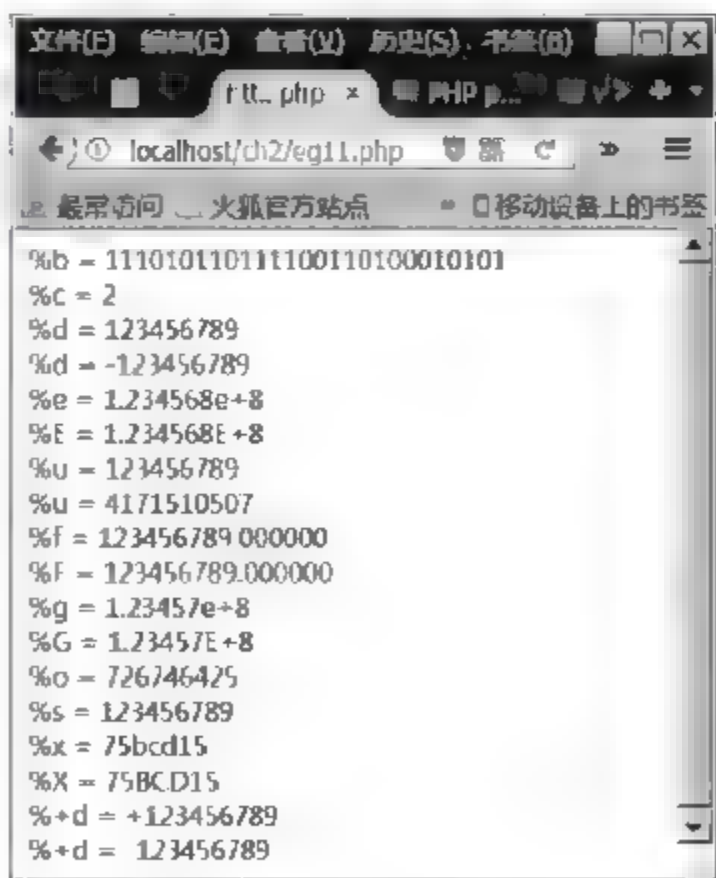 文件(F) 编辑(E) 查看(V) 历史(S) 书签(B)
php × PHP p...
localhost/ch2/eg11.php
最常访问 火狐官方站点 移动设备上的书签
%b = 111010110111100110100010101
%c = 2
%d = 123456789
%d = -123456789
%e = 1.234568e+8
%E = 1.234568E+8
%u = 123456789
%u = 4171510507
%f = 123456789.000000
%F = 123456789.000000
%g = 1.23457e+8
%G = 1.23457E+8
%o = 726746425
%s = 123456789
%x = 75bcd15
%X = 75BCD15
%+d = +123456789
%+d = 123456789